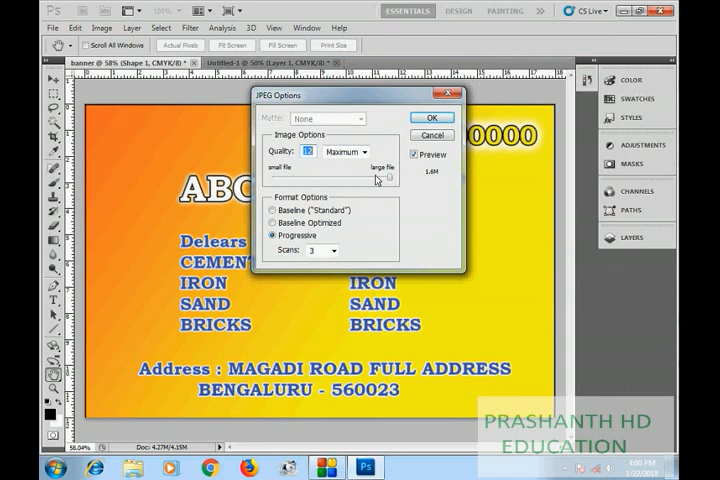 Ps
100%
ESSENTIALS
DESIGN
PAINTING
CS Live
File Edit Image Layer Select Filter Analysis 3D View Window Help
Scroll All Windows
Actual Pixels
Fit Screen
Fill Screen
Print Size
banner @ 58% (Shape 1, CMYK/8) *
Untitled-1 @ 50% (Layer 1, CMYK/8) *
JPEG Options
Matte: None
OK
Image Options
Cancel
Quality: 12 Maximum
Preview
small file
large file
1.6M
Format Options
Baseline ("Standard")
Baseline Optimized
Progressive
Scans: 3
COLOR
SWATCHES
STYLES
ADJUSTMENTS
MASKS
CHANNELS
PATHS
LAYERS
0000
ABC
Delears
CEMENT
IRON
IRON
SAND
SAND
BRICKS
BRICKS
Address : MAGADI ROAD FULL ADDRESS
BENGALURU - 560023
PRASHANTH HD
EDUCATION
58.04%
Doc: 4.27M/4.15M
Ps
4:00 PM
1/22/2018